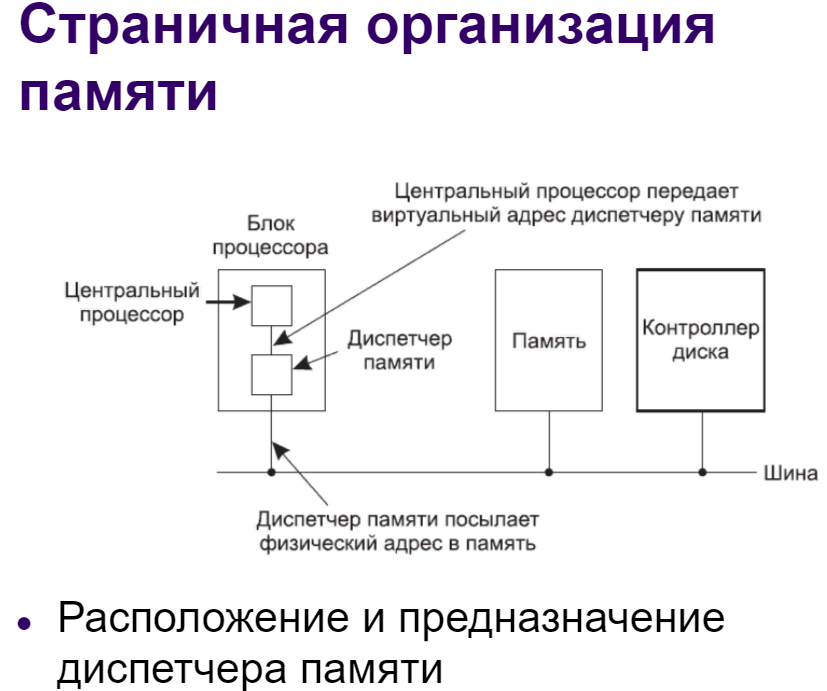 Страничная организация
памяти
Центральный процессор передает
виртуальный адрес диспетчеру памяти
Блок
процессора
Центральный
процессор
Диспетчер
памяти
Память
Контроллер
диска
Шина
Диспетчер памяти посылает
физический адрес в память
• Расположение и предназначение
диспетчера памяти